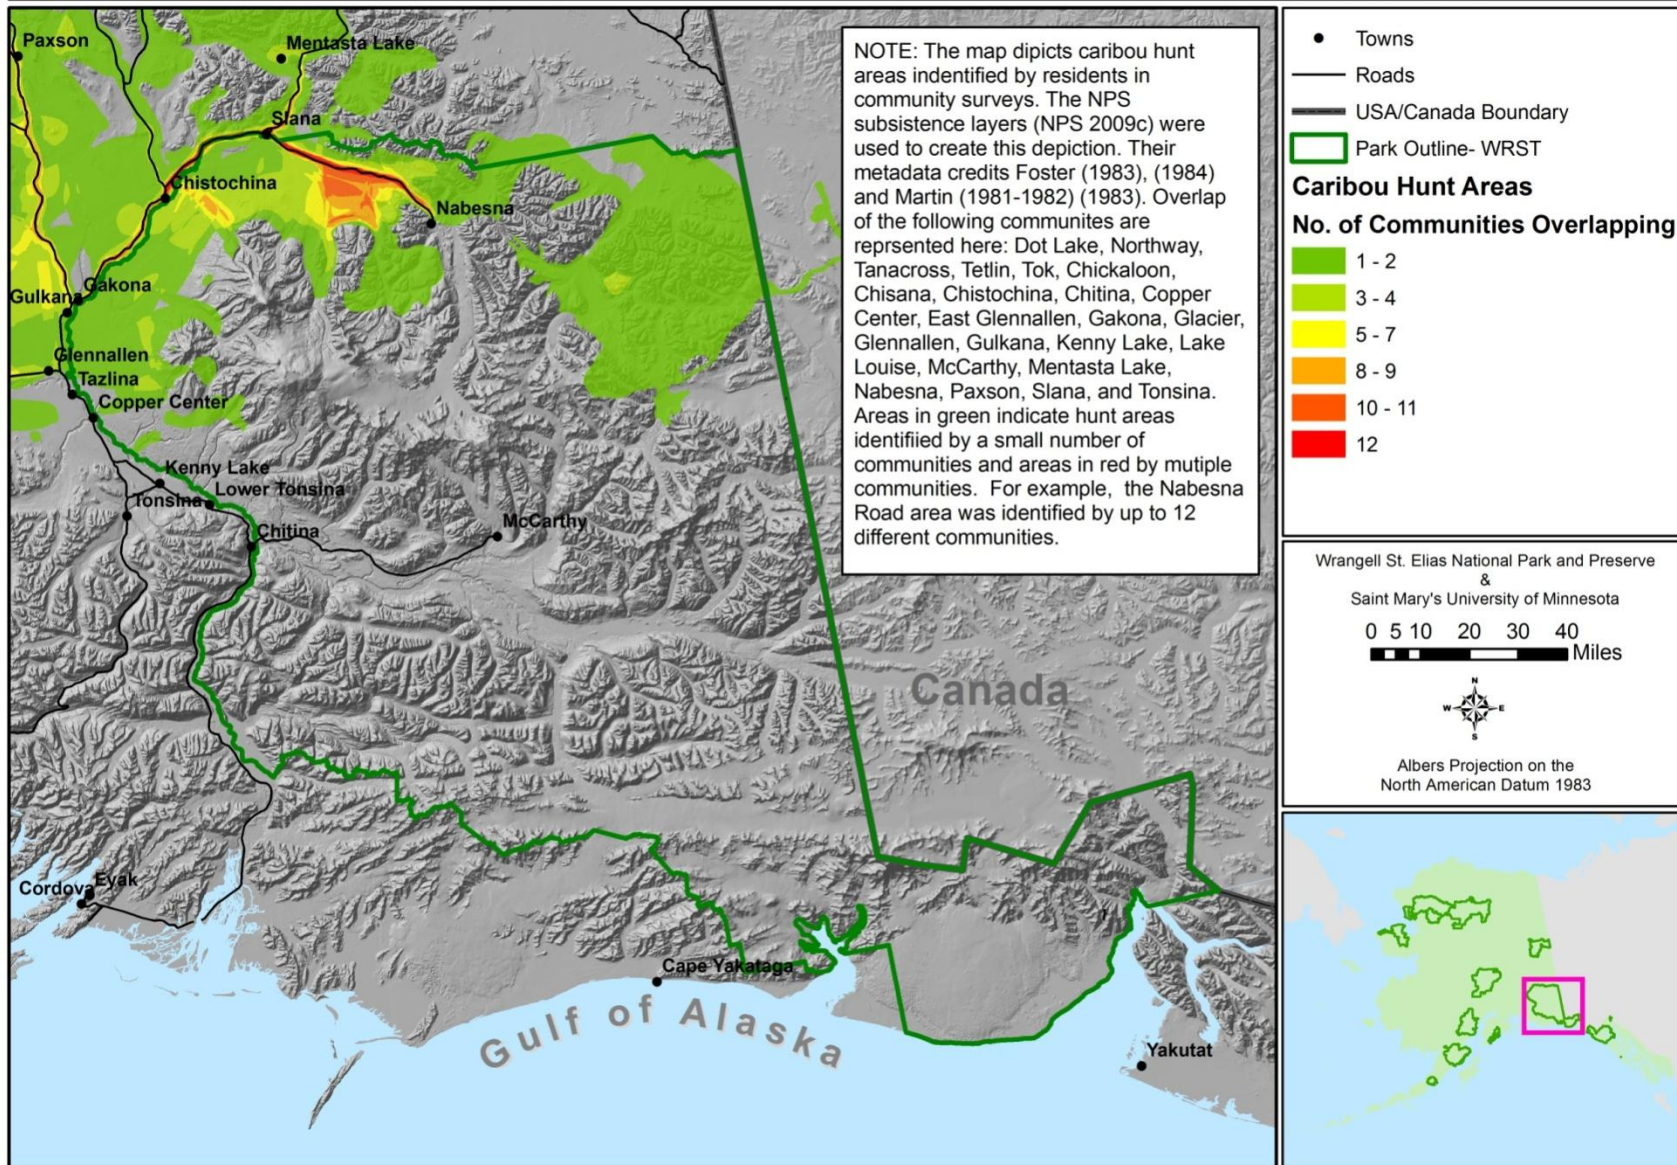 Paxson
Mentasta Lake
Slana
Chistochina
Nabesna
Gakona
Gulkana
Glennallen
Tazlina
Copper Center
Kenny Lake
Lower Tonsina
Tonsina
Chitina
McCarthy
Canada
Cordova
Eyak
Cape Yakataga
Gulf of Alaska
Yakutat
NOTE: The map dipicts caribou hunt
areas indentified by residents in
community surveys. The NPS
subsistence layers (NPS 2009c) were
used to create this depiction. Their
metadata credits Foster (1983), (1984)
and Martin (1981-1982) (1983). Overlap
of the following communites are
reprsented here: Dot Lake, Northway,
Tanacross, Tetlin, Tok, Chickaloon,
Chisana, Chistochina, Chitina, Copper
Center, East Glennallen, Gakona, Glacier,
Glennallen, Gulkana, Kenny Lake, Lake
Louise, McCarthy, Mentasta Lake,
Nabesna, Paxson, Slana, and Tonsina.
Areas in green indicate hunt areas
identifiied by a small number of
communities and areas in red by mutiple
communities. For example, the Nabesna
Road area was identified by up to 12
different communities.
Towns
Roads
USA/Canada Boundary
Park Outline- WRST
Caribou Hunt Areas
No. of Communities Overlapping
1 - 2
3 - 4
5 - 7
8 - 9
10 - 11
12
Wrangell St. Elias National Park and Preserve
&
Saint Mary's University of Minnesota
0 5 10 20 30 40
Miles
N
W E
S
Albers Projection on the
North American Datum 1983